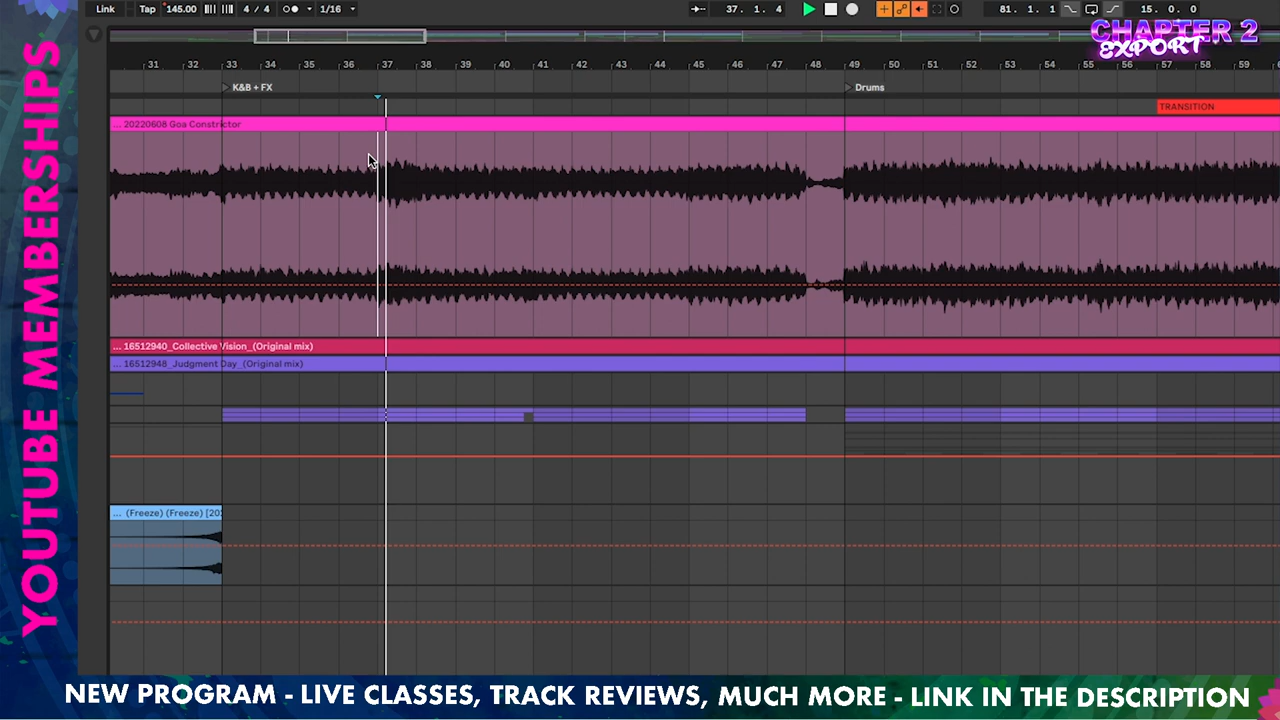 Link Tap 145.00 4 / 4 1/16 37. 1. 4 81. 1. 1 15. 0. 0
CHAPTER 2
EXPORT
31 32 33 34 35 36 37 38 39 40 41 42 43 44 45 46 47 48 49 50 51 52 53 54 55 56 57 58 59
K&B + FX Drums
TRANSITION
... 20220608 Goa Constrictor
... 16512940_Collective Vision_(Original mix)
... 16512948_Judgment Day_(Original mix)
... (Freeze) (Freeze) [20
YOUTUBE MEMBERSHIPS
NEW PROGRAM - LIVE CLASSES, TRACK REVIEWS, MUCH MORE - LINK IN THE DESCRIPTION